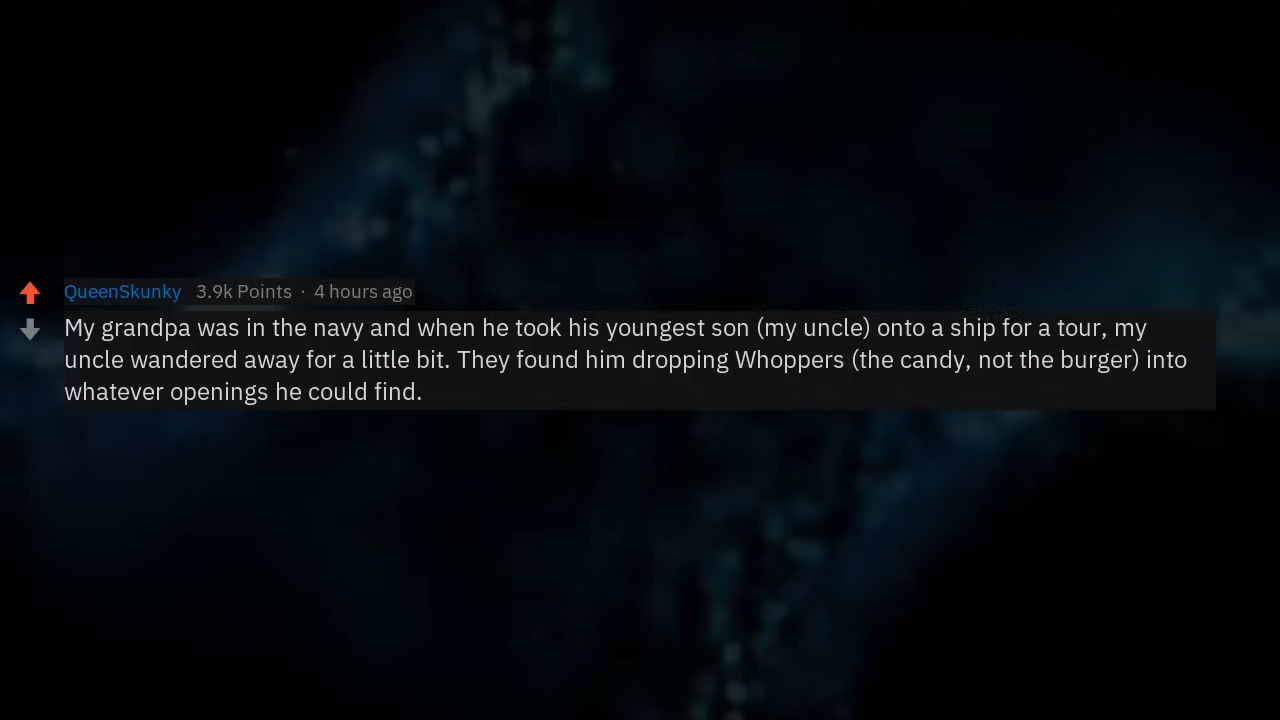 QueenSkunky 3.9k Points · 4 hours ago
My grandpa was in the navy and when he took his youngest son (my uncle) onto a ship for a tour, my
uncle wandered away for a little bit. They found him dropping Whoppers (the candy, not the burger) into
whatever openings he could find.